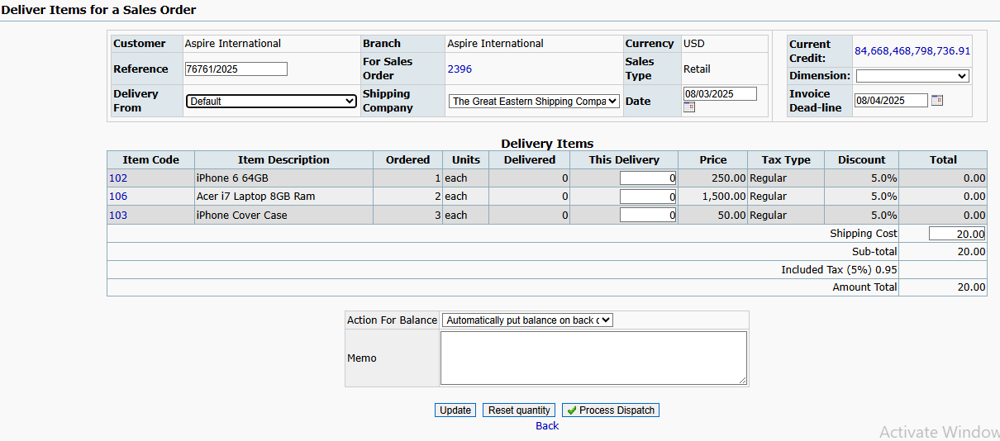 Deliver Items for a Sales Order
Customer Aspire International Branch Aspire International Currency USD
Reference 76761/2025 For Sales Order 2396 Sales Type Retail
Delivery From Default Shipping Company The Great Eastern Shipping Compa Date 08/03/2025
Current Credit: 84,668,468,798,736.91
Dimension:
Invoice Dead-line 08/04/2025
Delivery Items
Item Code Item Description Ordered Units Delivered This Delivery Price Tax Type Discount Total
102 iPhone 6 64GB 1 each 0 0 250.00 Regular 5.0% 0.00
106 Acer i7 Laptop 8GB Ram 2 each 0 0 1,500.00 Regular 5.0% 0.00
103 iPhone Cover Case 3 each 0 0 50.00 Regular 5.0% 0.00
Shipping Cost 20.00
Sub-total 20.00
Included Tax (5%) 0.95
Amount Total 20.00
Action For Balance Automatically put balance on back
Memo
Update Reset quantity Process Dispatch
Back
Activate Window